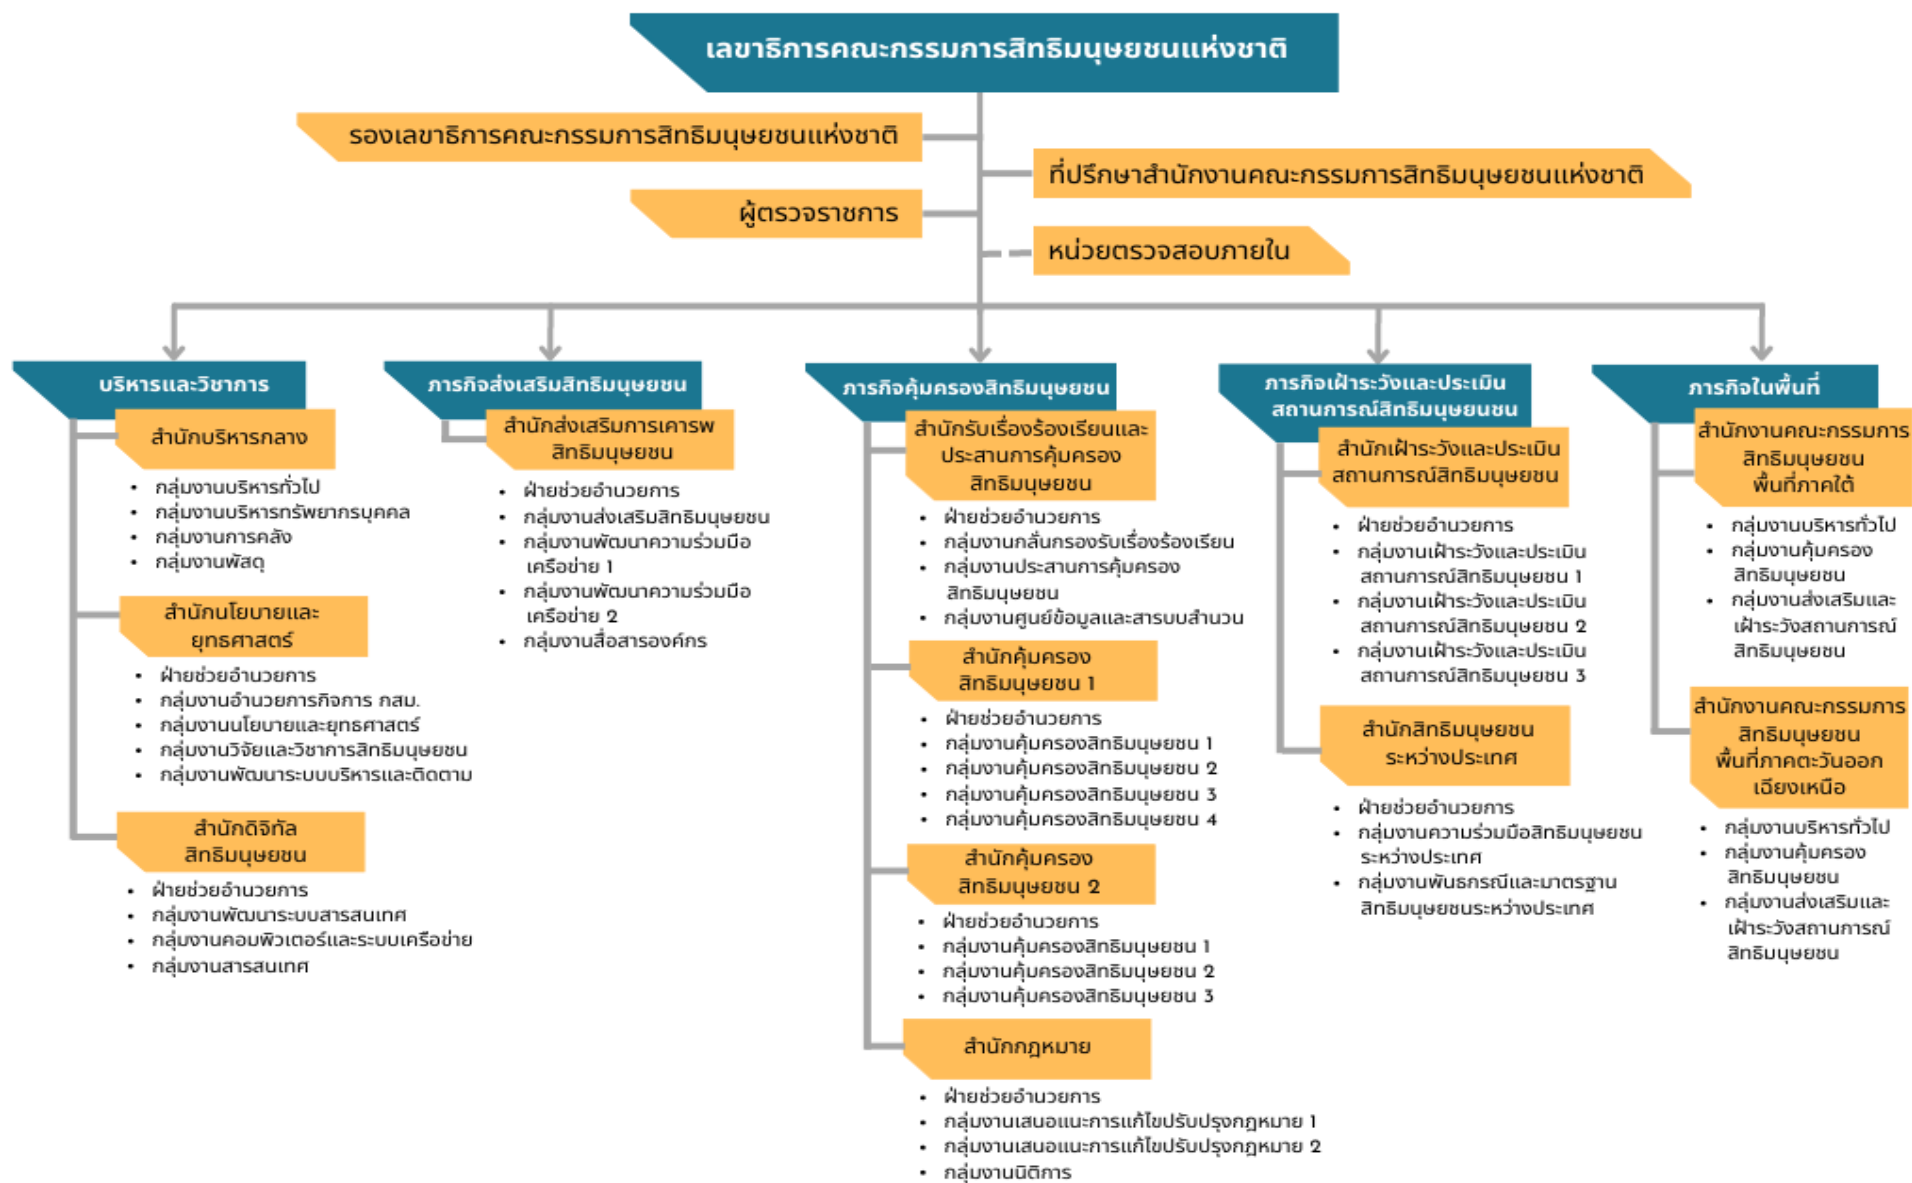 เลขาธิการคณะกรรมการสิทธิมนุษยชนแห่งชาติ
รองเลขาธิการคณะกรรมการสิทธิมนุษยชนแห่งชาติ
ที่ปรึกษาสำนักงานคณะกรรมการสิทธิมนุษยชนแห่งชาติ
ผู้ตรวจราชการ
หน่วยตรวจสอบภายใน
บริหารและวิชาการ
สำนักบริหารกลาง
• กลุ่มงานบริหารทั่วไป
• กลุ่มงานบริหารทรัพยากรบุคคล
• กลุ่มงานการคลัง
• กลุ่มงานพัสดุ
สำนักนโยบายและ
ยุทธศาสตร์
• ฝ่ายช่วยอำนวยการ
• กลุ่มงานอำนวยการกิจการ กสม.
• กลุ่มงานนโยบายและยุทธศาสตร์
• กลุ่มงานวิจัยและวิชาการสิทธิมนุษยชน
• กลุ่มงานพัฒนาระบบบริหารและติดตาม
สำนักดิจิทัล
สิทธิมนุษยชน
• ฝ่ายช่วยอำนวยการ
• กลุ่มงานพัฒนาระบบสารสนเทศ
• กลุ่มงานคอมพิวเตอร์และระบบเครือข่าย
• กลุ่มงานสารสนเทศ
ภารกิจส่งเสริมสิทธิมนุษยชน
สำนักส่งเสริมการเคารพ
สิทธิมนุษยชน
• ฝ่ายช่วยอำนวยการ
• กลุ่มงานส่งเสริมสิทธิมนุษยชน
• กลุ่มงานพัฒนาความร่วมมือ
เครือข่าย 1
• กลุ่มงานพัฒนาความร่วมมือ
เครือข่าย 2
• กลุ่มงานสื่อสารองค์กร
ภารกิจคุ้มครองสิทธิมนุษยชน
สำนักรับเรื่องร้องเรียนและ
ประสานการคุ้มครอง
สิทธิมนุษยชน
• ฝ่ายช่วยอำนวยการ
• กลุ่มงานกลั่นกรองรับเรื่องร้องเรียน
• กลุ่มงานประสานการคุ้มครอง
สิทธิมนุษยชน
• กลุ่มงานศูนย์ข้อมูลและสารบบสำนวน
สำนักคุ้มครอง
สิทธิมนุษยชน 1
• ฝ่ายช่วยอำนวยการ
• กลุ่มงานคุ้มครองสิทธิมนุษยชน 1
• กลุ่มงานคุ้มครองสิทธิมนุษยชน 2
• กลุ่มงานคุ้มครองสิทธิมนุษยชน 3
• กลุ่มงานคุ้มครองสิทธิมนุษยชน 4
สำนักคุ้มครอง
สิทธิมนุษยชน 2
• ฝ่ายช่วยอำนวยการ
• กลุ่มงานคุ้มครองสิทธิมนุษยชน 1
• กลุ่มงานคุ้มครองสิทธิมนุษยชน 2
• กลุ่มงานคุ้มครองสิทธิมนุษยชน 3
สำนักกฎหมาย
• ฝ่ายช่วยอำนวยการ
• กลุ่มงานเสนอแนะการแก้ไขปรับปรุงกฎหมาย 1
• กลุ่มงานเสนอแนะการแก้ไขปรับปรุงกฎหมาย 2
• กลุ่มงานนิติการ
ภารกิจเฝ้าระวังและประเมิน
สถานการณ์สิทธิมนุษยนชน
สำนักเฝ้าระวังและประเมิน
สถานการณ์สิทธิมนุษยชน
• ฝ่ายช่วยอำนวยการ
• กลุ่มงานเฝ้าระวังและประเมิน
สถานการณ์สิทธิมนุษยชน 1
• กลุ่มงานเฝ้าระวังและประเมิน
สถานการณ์สิทธิมนุษยชน 2
• กลุ่มงานเฝ้าระวังและประเมิน
สถานการณ์สิทธิมนุษยชน 3
สำนักสิทธิมนุษยชน
ระหว่างประเทศ
• ฝ่ายช่วยอำนวยการ
• กลุ่มงานความร่วมมือสิทธิมนุษยชน
ระหว่างประเทศ
• กลุ่มงานพันธกรณีและมาตรฐาน
สิทธิมนุษยชนระหว่างประเทศ
ภารกิจในพื้นที่
สำนักงานคณะกรรมการ
สิทธิมนุษยชน
พื้นที่ภาคใต้
• กลุ่มงานบริหารทั่วไป
• กลุ่มงานคุ้มครอง
สิทธิมนุษยชน
• กลุ่มงานส่งเสริมและ
เฝ้าระวังสถานการณ์
สิทธิมนุษยชน
สำนักงานคณะกรรมการ
สิทธิมนุษยชน
พื้นที่ภาคตะวันออก
เฉียงเหนือ
• กลุ่มงานบริหารทั่วไป
• กลุ่มงานคุ้มครอง
สิทธิมนุษยชน
• กลุ่มงานส่งเสริมและ
เฝ้าระวังสถานการณ์
สิทธิมนุษยชน